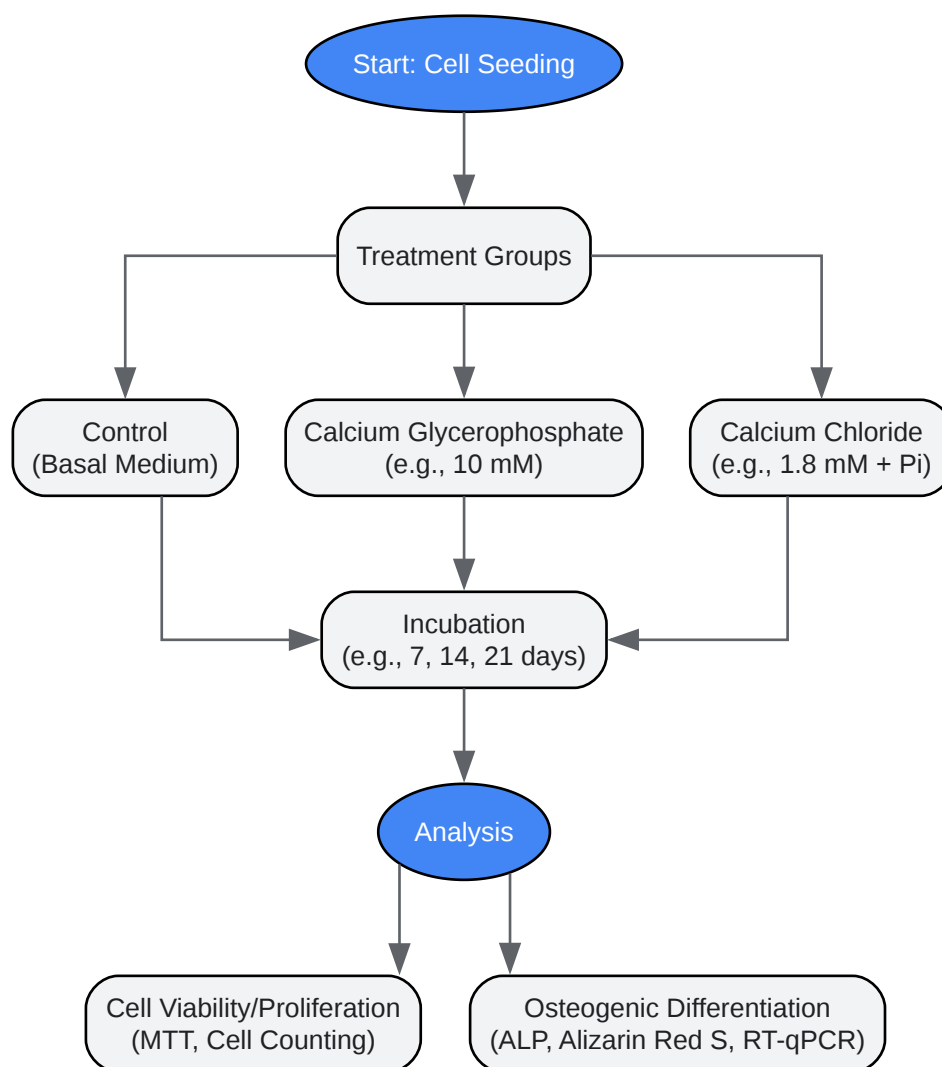 Start: Cell Seeding
Treatment Groups
Control
(Basal Medium)
Calcium Glycerophosphate
(e.g., 10 mM)
Calcium Chloride
(e.g., 1.8 mM + Pi)
Incubation
(e.g., 7, 14, 21 days)
Analysis
Cell Viability/Proliferation
(MTT, Cell Counting)
Osteogenic Differentiation
(ALP, Alizarin Red S, RT-qPCR)